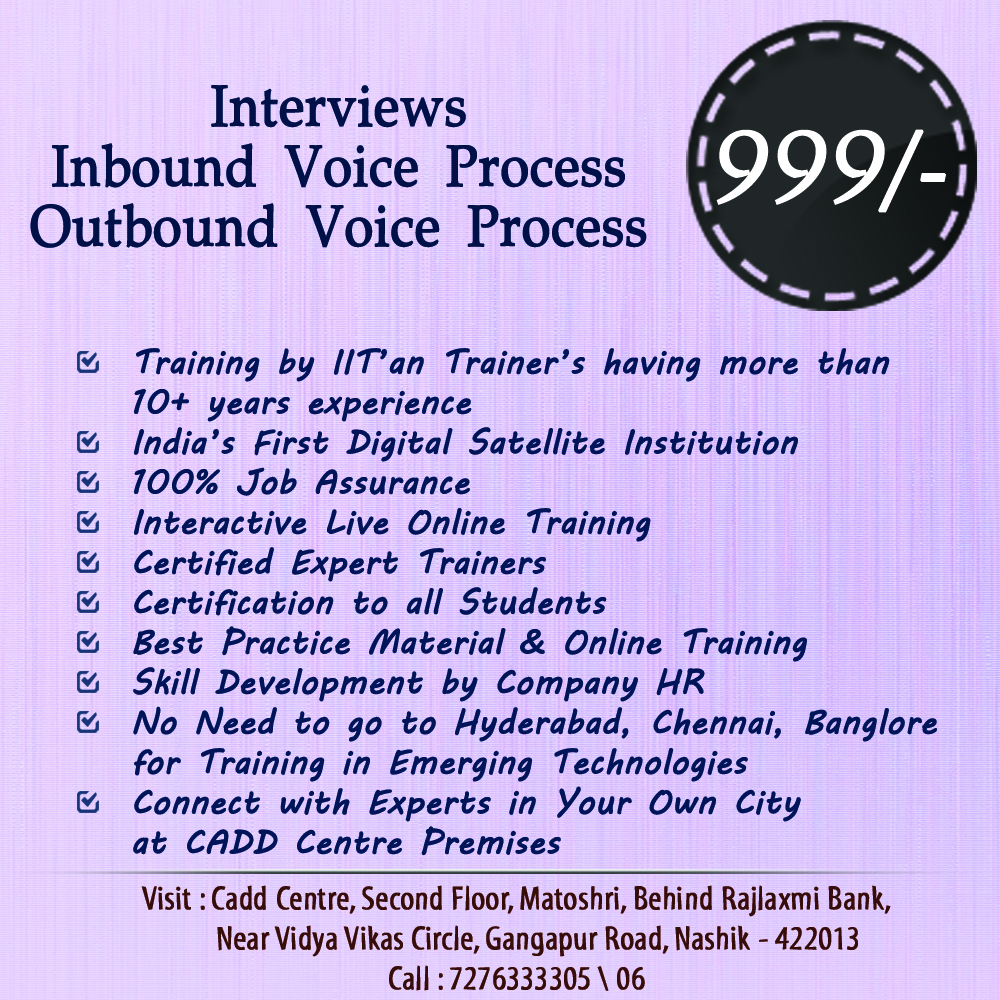 Interviews
Inbound Voice Process
Outbound Voice Process
999/-
Training by IIT'an Trainer's having more than
10+ years experience
India's First Digital Satellite Institution
100% Job Assurance
Interactive Live Online Training
Certified Expert Trainers
Certification to all Students
Best Practice Material & Online Training
Skill Development by Company HR
No Need to go to Hyderabad, Chennai, Banglore
for Training in Emerging Technologies
Connect with Experts in Your Own City
at CADD Centre Premises
Visit : Cadd Centre, Second Floor, Matoshri, Behind Rajlaxmi Bank,
Near Vidya Vikas Circle, Gangapur Road, Nashik - 422013
Call : 7276333305 \ 06